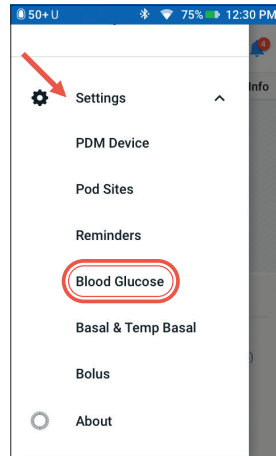 50+ U 75% 12:30 PM
4
Info
Settings
PDM Device
Pod Sites
Reminders
Blood Glucose
Basal & Temp Basal
)
Bolus
About